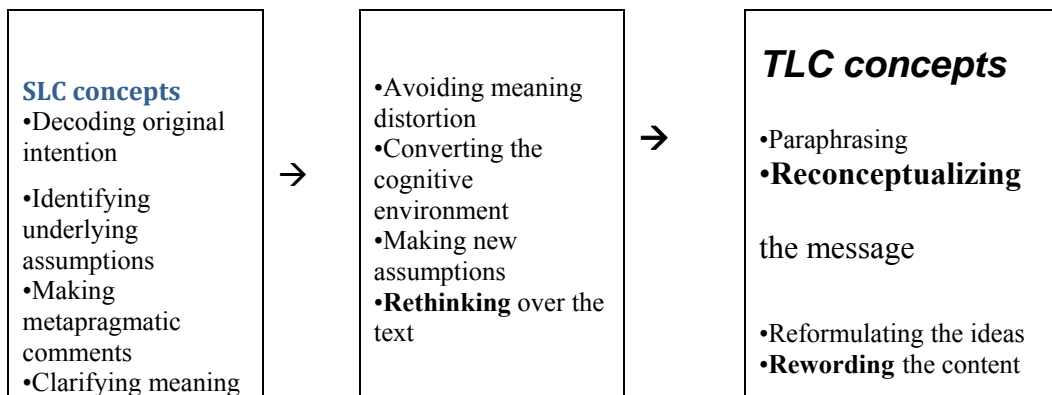 SLC concepts
•Decoding original
intention
•Identifying
underlying
assumptions
•Making
metapragmatic
comments
•Clarifying meaning
→
•Avoiding meaning
distortion
•Converting the
cognitive
environment
•Making new
assumptions
•Rethinking over the
text
→
TLC concepts
•Paraphrasing
•Reconceptualizing
the message
•Reformulating the ideas
•Rewording the content